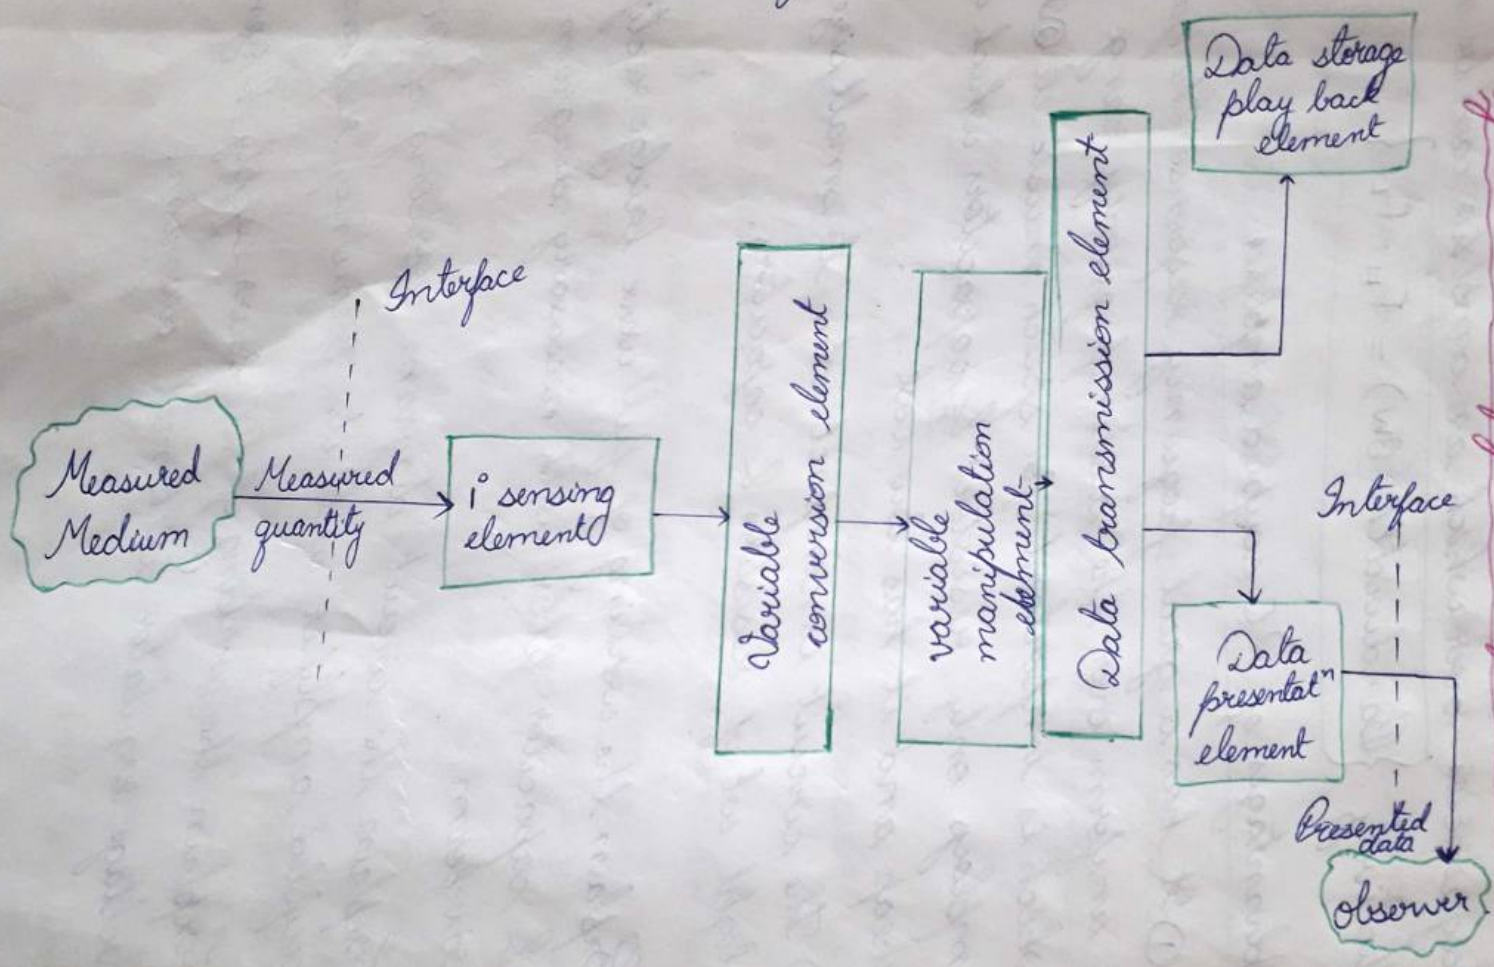 Data storage
play back
element
Interface
Measured
Medium
Measured
quantity
1° sensing
element
Variable
conversion element
variable
manipulation
element
Data transmission element
Interface
Data
presentatⁿ
element
Presented
data
observer